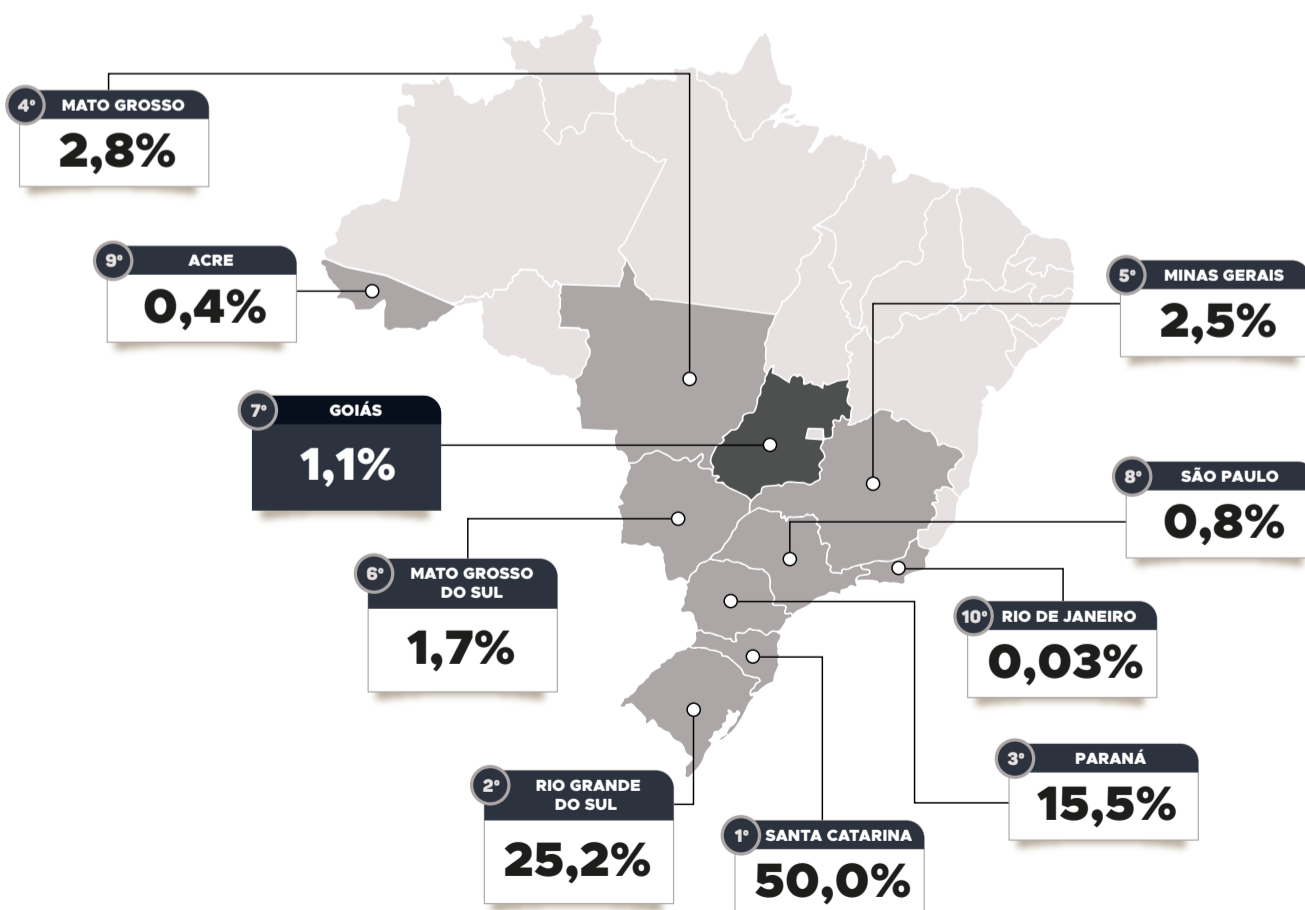 4º MATO GROSSO
2,8%
9º ACRE
0,4%
5º MINAS GERAIS
2,5%
7º GOIÁS
1,1%
8º SÃO PAULO
0,8%
6º MATO GROSSO
DO SUL
1,7%
10º RIO DE JANEIRO
0,03%
3º PARANÁ
15,5%
2º RIO GRANDE
DO SUL
25,2%
1º SANTA CATARINA
50,0%